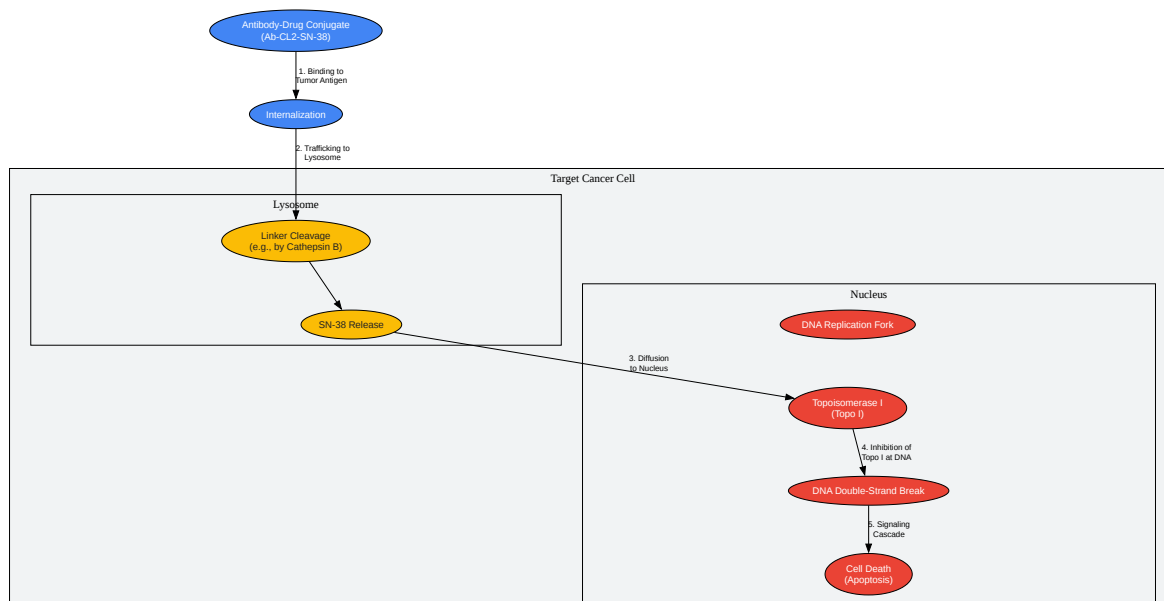 Antibody-Drug Conjugate
(Ab-CL2-SN-38)
1. Binding to
Tumor Antigen
Internalization
2. Trafficking to
Lysosome
Target Cancer Cell
Lysosome
Linker Cleavage
(e.g., by Cathepsin B)
SN-38 Release
3. Diffusion
to Nucleus
Nucleus
DNA Replication Fork
Topoisomerase I
(Topo I)
4. Inhibition of
Topo I at DNA
DNA Double-Strand Break
5. Signaling
Cascade
Cell Death
(Apoptosis)